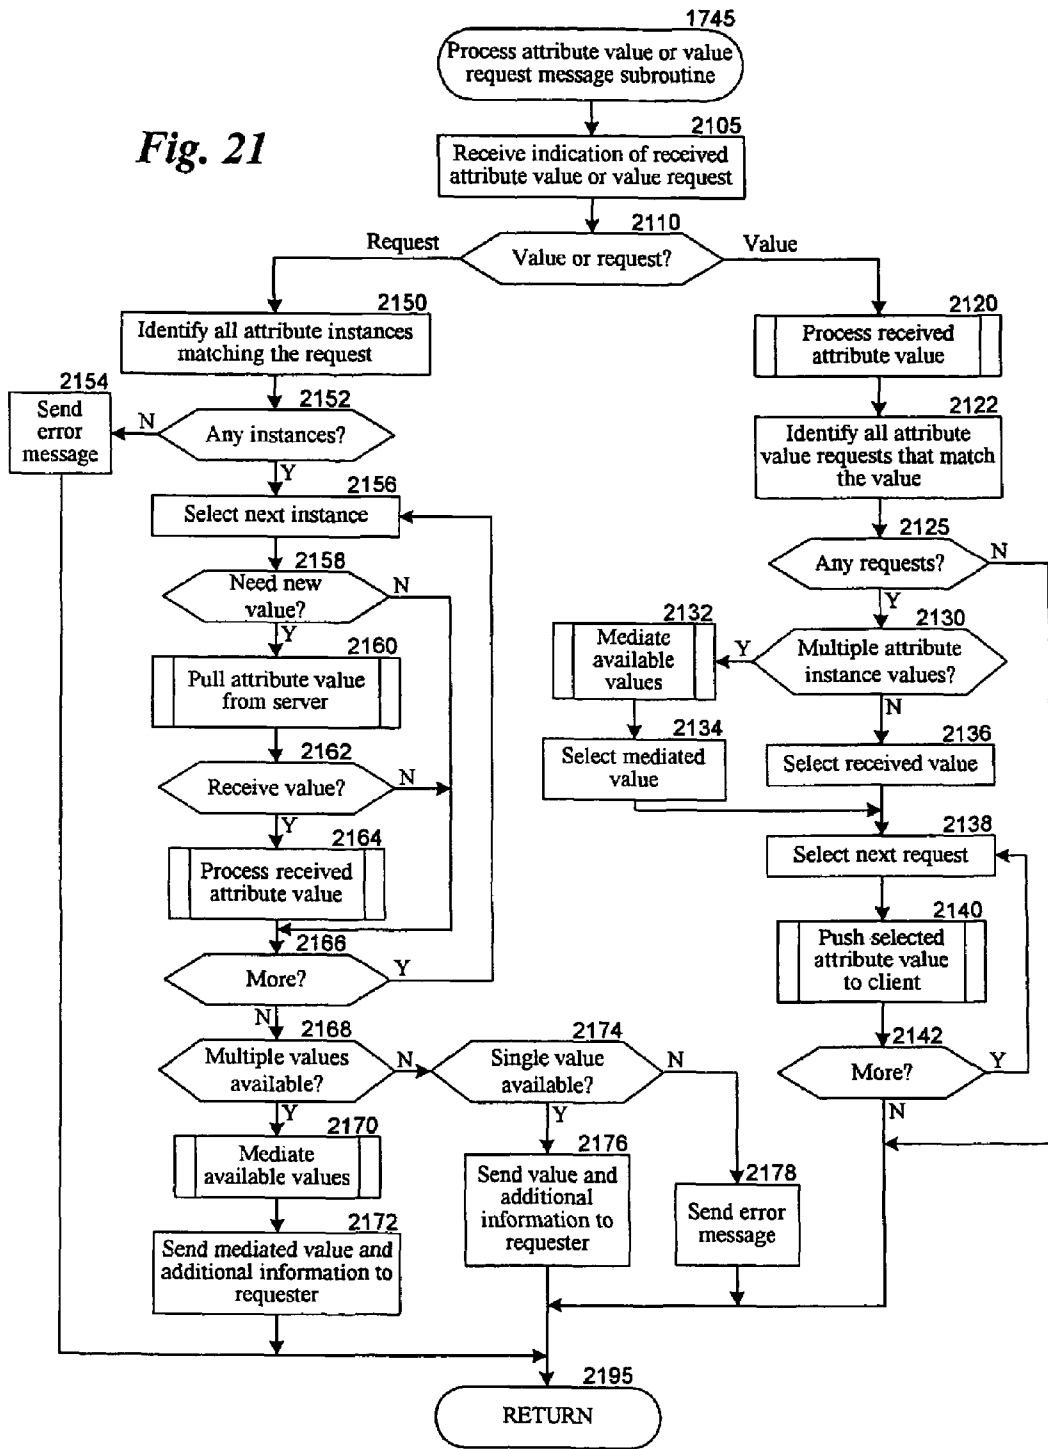 1745
Process attribute value or value
request message subroutine
Fig. 21
2105
Receive indication of received
attribute value or value request
2110
Request
Value or request?
Value
2150
Identify all attribute instances
matching the request
2120
Process received
attribute value
2154
Send
error
message
2152
N
Any instances?
Y
2122
Identify all attribute
value requests that match
the value
2156
Select next instance
2125
Any requests?
N
Y
2158
Need new
value?
N
Y
2132
Mediate
available
values
2130
Y
Multiple attribute
instance values?
N
2160
Pull attribute value
from server
2134
Select mediated
value
2136
Select received value
2162
Receive value?
N
Y
2138
Select next request
2164
Process received
attribute value
2140
Push selected
attribute value
to client
2166
More?
Y
N
2168
Multiple values
available?
N
Y
2174
Single value
available?
N
Y
2142
More?
Y
N
2170
Mediate
available values
2176
Send value and
additional
information to
requester
2178
Send error
message
2172
Send mediated value and
additional information to
requester
2195
RETURN